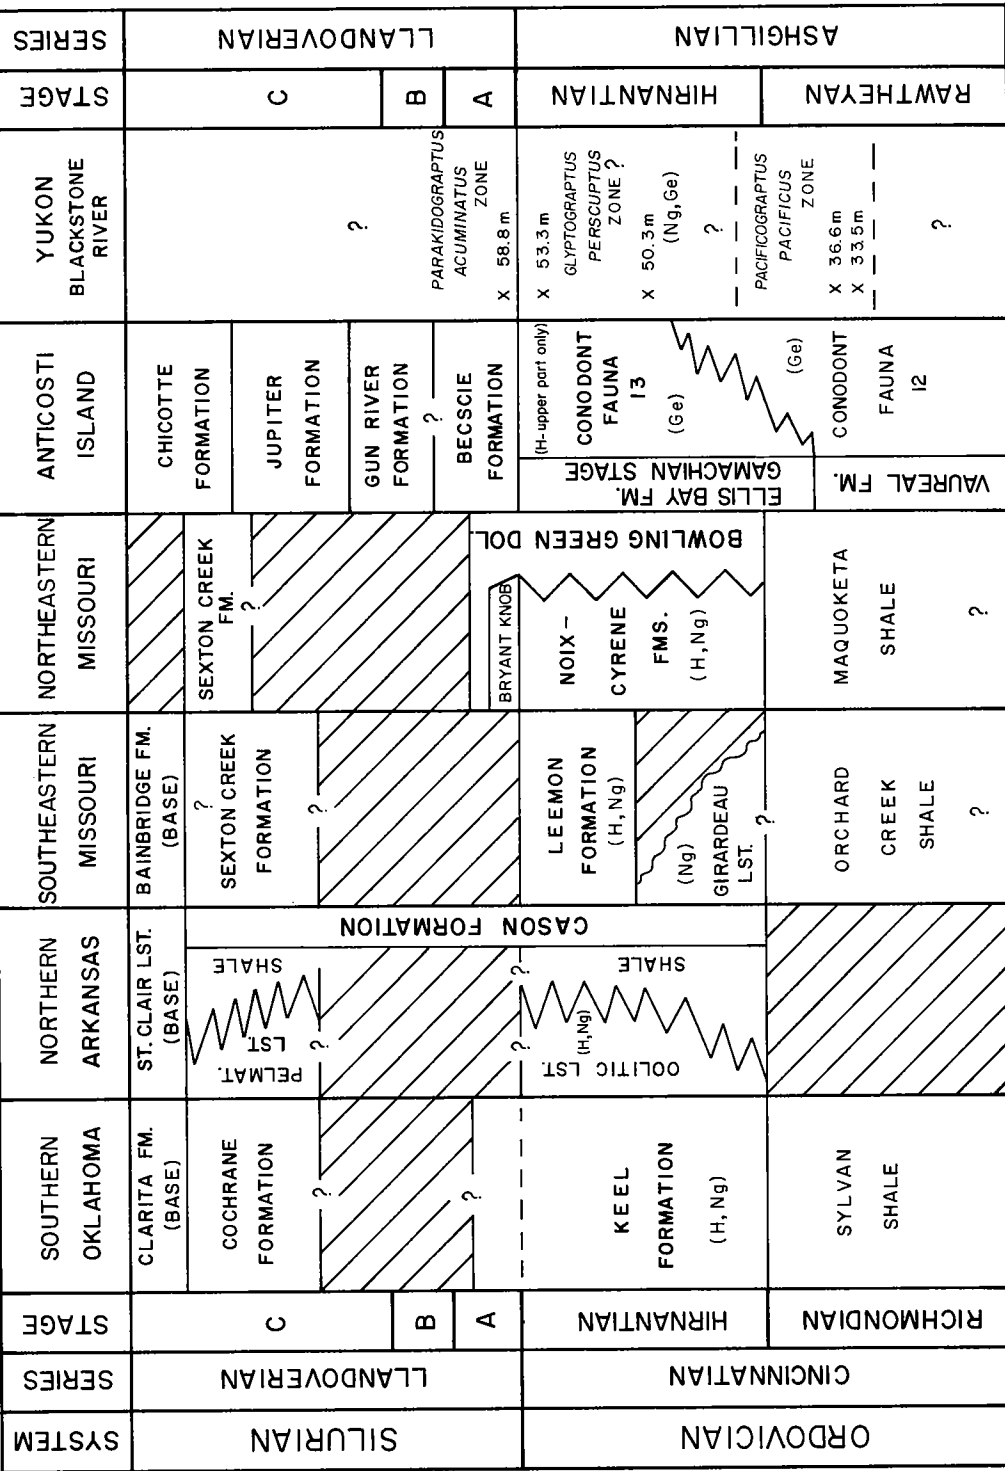 SYSTEM
SERIES
STAGE
SOUTHERN
OKLAHOMA
NORTHERN
ARKANSAS
SOUTHEASTERN
MISSOURI
NORTHEASTERN
MISSOURI
ANTICOSTI
ISLAND
YUKON
BLACKSTONE
RIVER
STAGE
SERIES
SILURIAN
LLANDOVERIAN
C
B
A
CLARITA FM.
(BASE)
COCHRANE
FORMATION
?
?
ST. CLAIR LST.
(BASE)
PELMAT.
LST.
SHALE
?
?
?
CASON FORMATION
BAINBRIDGE FM.
(BASE)
?
SEXTON CREEK
FORMATION
?
SEXTON CREEK
FM.
?
BRYANT KNOB
BOWLING GREEN DOL.
CHICOTTE
FORMATION
JUPITER
FORMATION
GUN RIVER
FORMATION
?
BECSCIE
FORMATION
?
PARAKIDOGRAPTUS
ACUMINATUS
ZONE
X 58.8 m
C
B
A
LLANDOVERIAN
ORDOVICIAN
CINCINNATIAN
HIRNANTIAN
RICHMONDIAN
KEEL
FORMATION
(H,Ng)
SYLVAN
SHALE
OOLITIC LST.
(H,Ng)
SHALE
LEEMON
FORMATION
(H,Ng)
(Ng)
GIRARDEAU
LST.
?
ORCHARD
CREEK
SHALE
?
NOIX-
CYRENE
FMS.
(H,Ng)
MAQUOKETA
SHALE
?
ELLIS BAY FM.
GAMACHIAN STAGE
VAUREAL FM.
(H-upper part only)
CONODONT
FAUNA
13
(Ge)
(Ge)
CONODONT
FAUNA
12
X 53.3 m
GLYPTOGRAPTUS
PERSCUPTUS
ZONE ?
X 50.3 m
(Ng,Ge)
?
PACIFICOGRAPTUS
PACIFICUS
ZONE
X 36.6 m
X 33.5 m
?
HIRNANTIAN
RAWTHEYAN
ASHGILLIAN